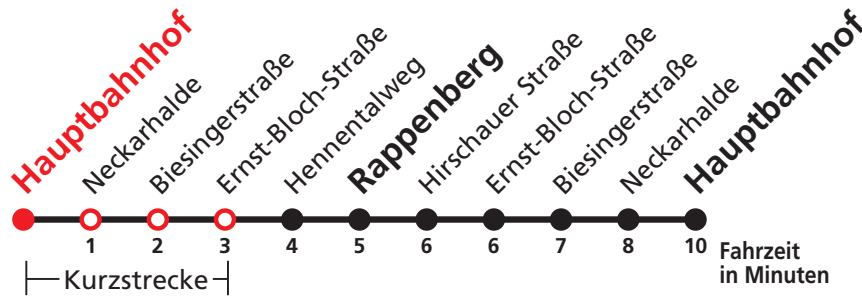 Hauptbahnhof
Neckarhalde
Biesingerstraße
Ernst-Bloch-Straße
Hennentalweg
Rappenberg
Hirschauer Straße
Ernst-Bloch-Straße
Biesingerstraße
Neckarhalde
Hauptbahnhof
1 2 3 4 5 6 6 7 8 10 Fahrzeit
in Minuten
Kurzstrecke